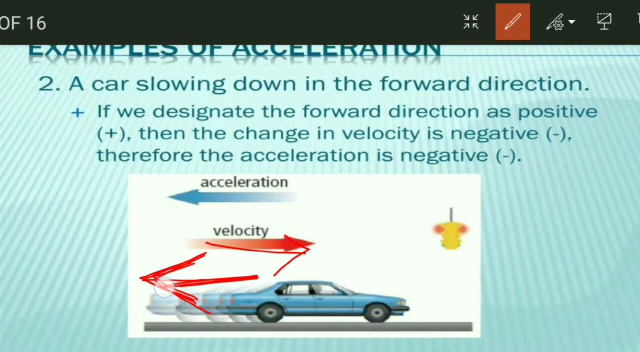 OF 16
EXAMPLES OF ACCELERATION
2. A car slowing down in the forward direction.
+ If we designate the forward direction as positive
(+), then the change in velocity is negative (-),
therefore the acceleration is negative (-).
acceleration
velocity